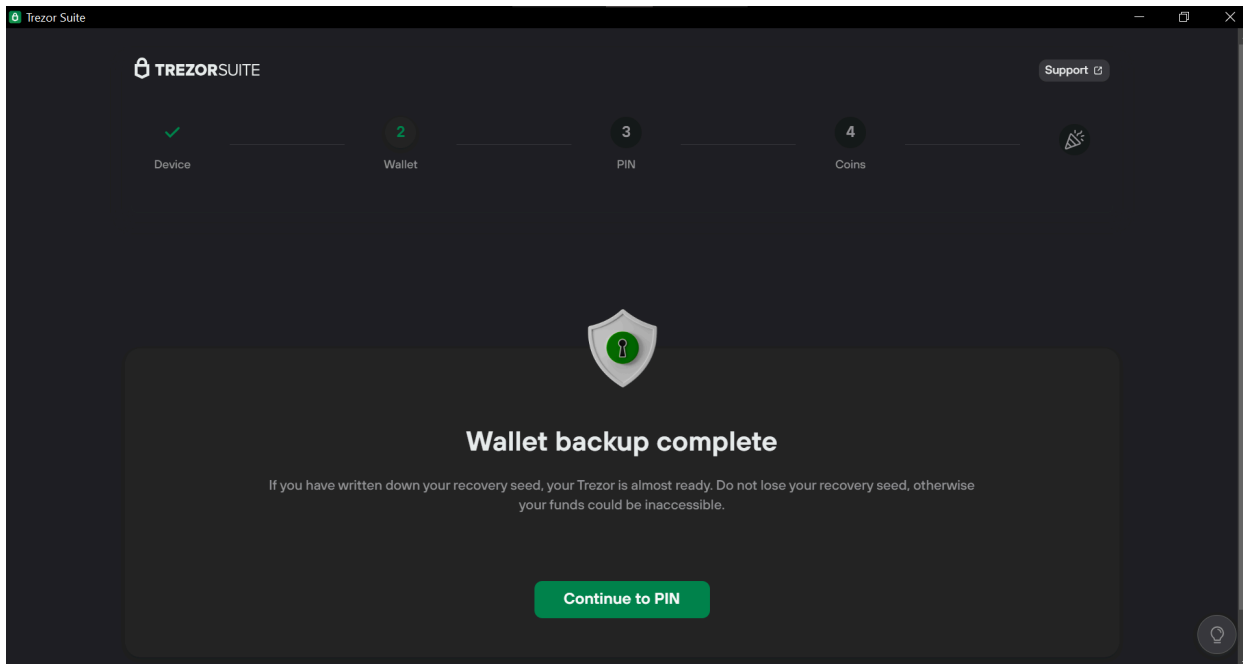 Trezor Suite
TREZORSUITE
Support
2
3
4
Device
Wallet
PIN
Coins
Wallet backup complete
If you have written down your recovery seed, your Trezor is almost ready. Do not lose your recovery seed, otherwise
your funds could be inaccessible.
Continue to PIN